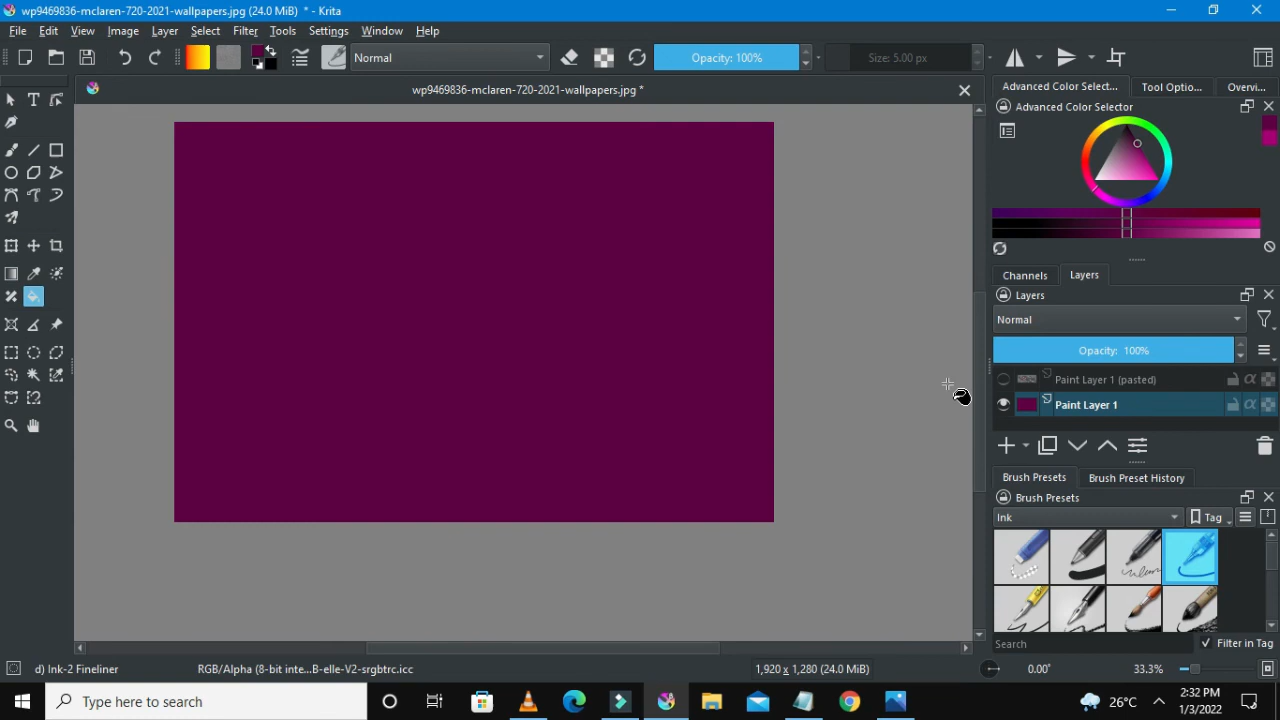 wp9469836-mclaren-720-2021-wallpapers.jpg (24.0 MiB) * - Krita
File Edit View Image Layer Select Filter Tools Settings Window Help
Normal
Opacity: 100%
Size: 5.00 px
wp9469836-mclaren-720-2021-wallpapers.jpg *
Advanced Color Select... Tool Optio... Overvi...
Advanced Color Selector
Channels Layers
Layers
Normal
Opacity: 100%
Paint Layer 1 (pasted)
Paint Layer 1
Brush Presets Brush Preset History
Brush Presets
Ink
Tag
Search
Filter in Tag
d) Ink-2 Fineliner
RGB/Alpha (8-bit inte...B-elle-V2-srgbtrc.icc
1,920 x 1,280 (24.0 MiB)
0.00°
33.3%
Type here to search
26°C
2:32 PM
1/3/2022